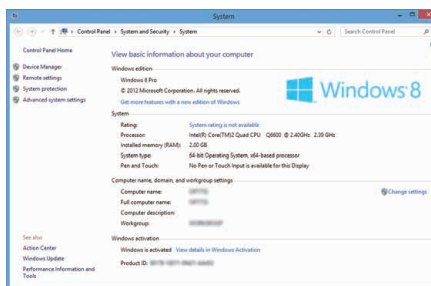 System
Control Panel
System and Security
System
Search Control Panel
Control Panel Home
Device Manager
Remote settings
System protection
Advanced system settings
View basic information about your computer
Windows edition
Windows 8 Pro
© 2012 Microsoft Corporation. All rights reserved.
Get more features with a new edition of Windows
Windows 8
System
Rating: System rating is not available
Processor: Intel(R) Core(TM)2 Quad CPU Q6600 @ 2.40GHz 2.39 GHz
Installed memory (RAM): 2.00 GB
System type: 64-bit Operating System, x64-based processor
Pen and Touch: No Pen or Touch Input is available for this Display
Computer name, domain, and workgroup settings
Computer name:
Change settings
Full computer name:
Computer description:
Workgroup:
Windows activation
Windows is activated View details in Windows Activation
Product ID:
See also
Action Center
Windows Update
Performance Information and
Tools